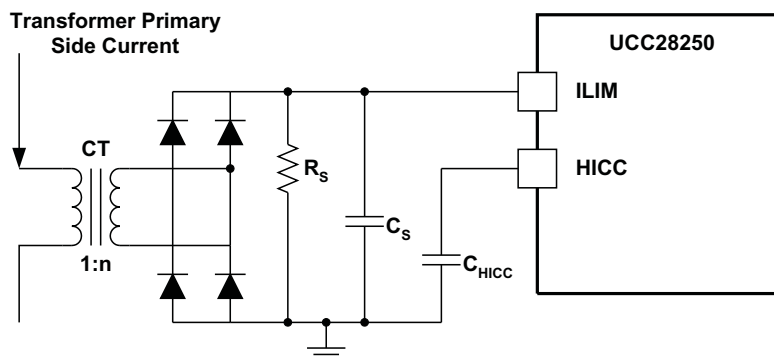 Transformer Primary
Side Current
UCC28250
ILIM
CT
HICC
R_S
C_S
C_HICC
1:n